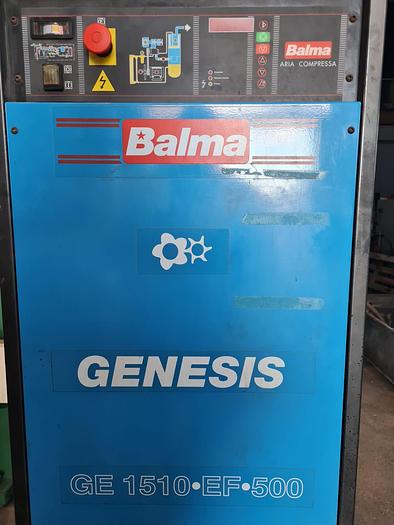 Balma
ARIA COMPRESSA
Balma
GENESIS
GE 1510•EF•500